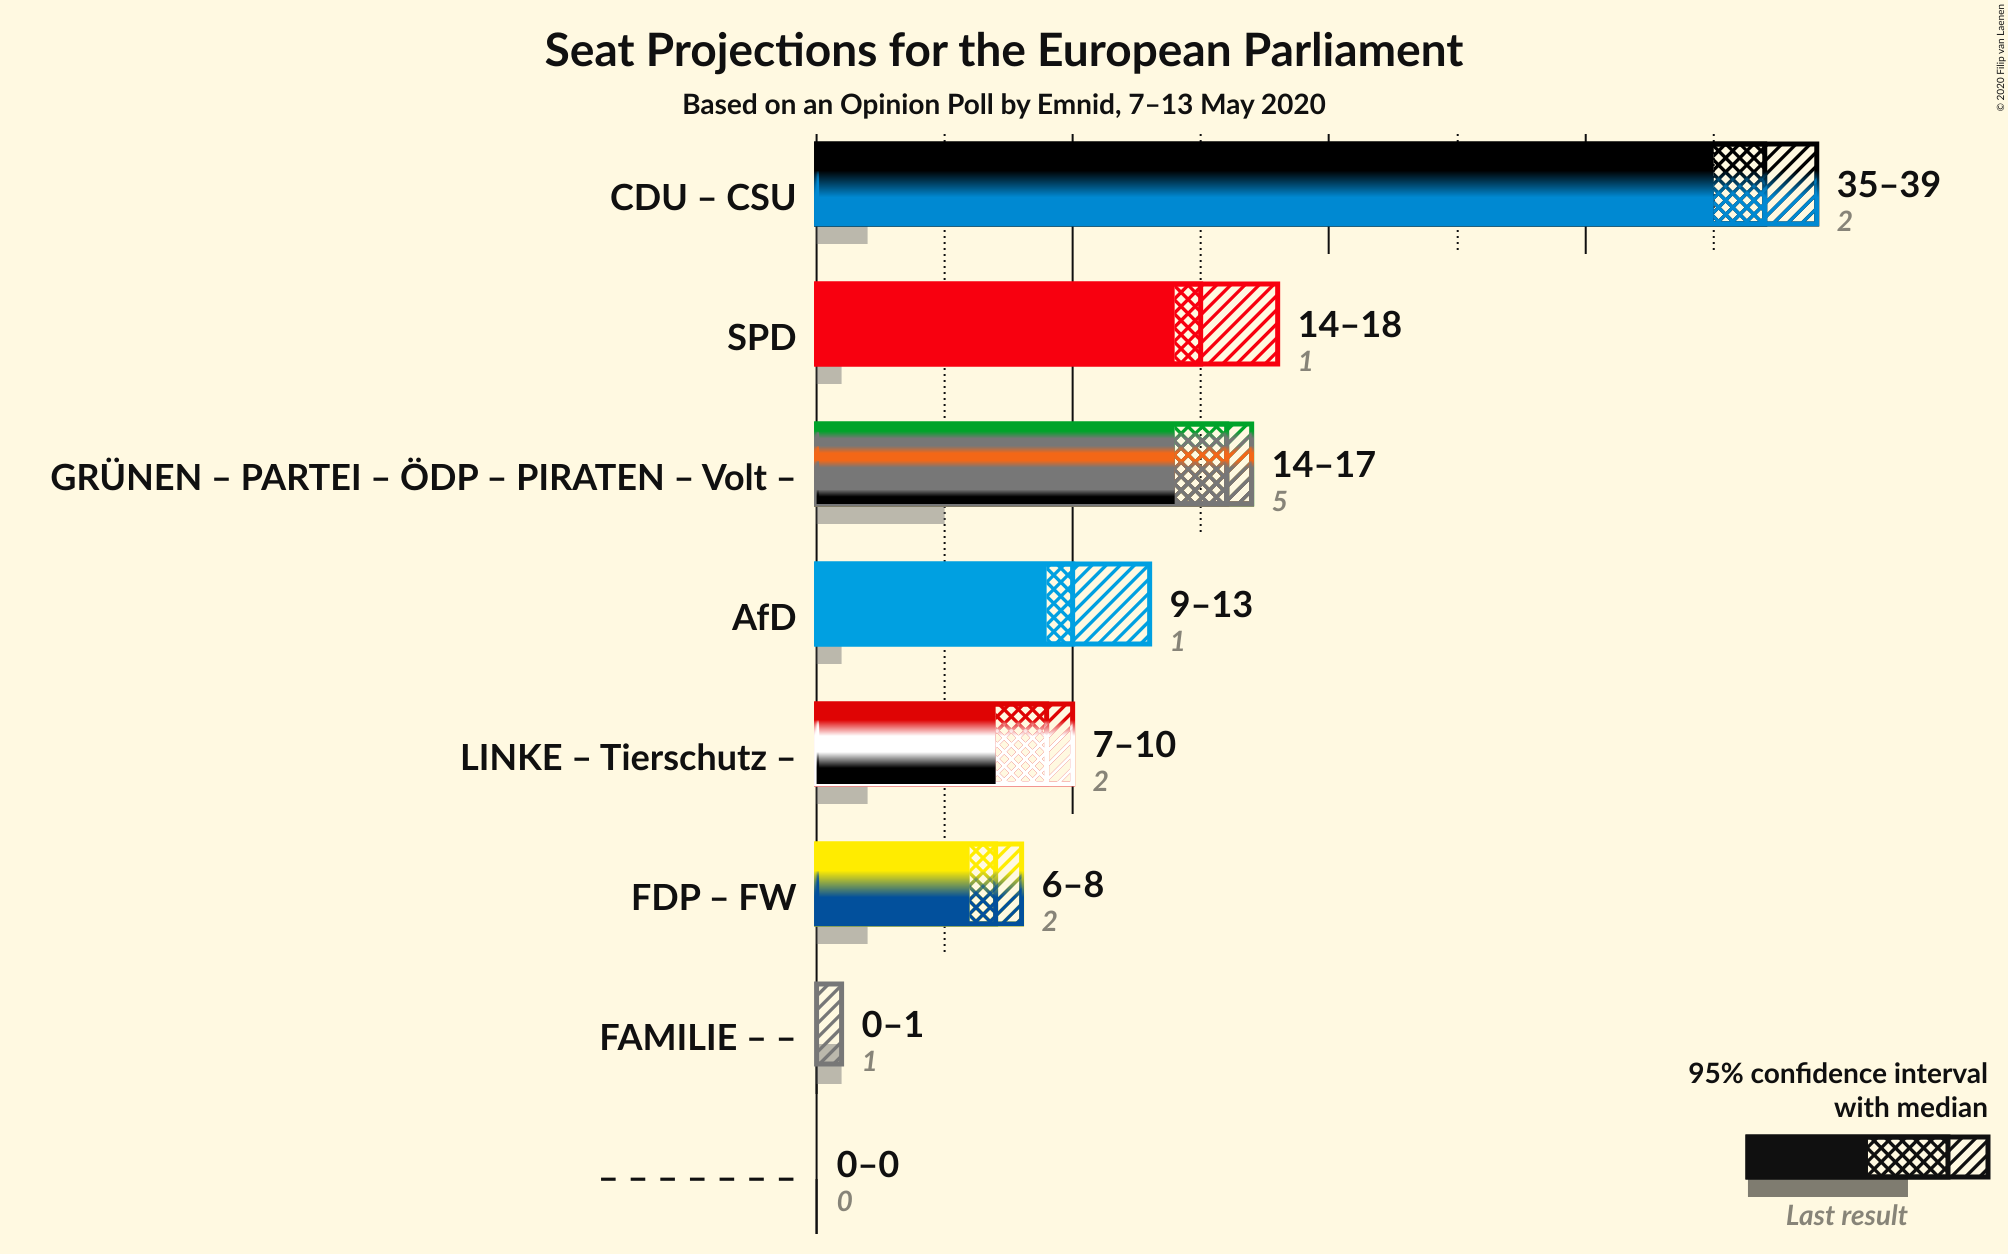 Seat Projections for the European Parliament
Based on an Opinion Poll by Emnid, 7–13 May 2020
© 2020 Filip van Laenen
CDU – CSU
35–39
2
SPD
14–18
1
GRÜNEN – PARTEI – ÖDP – PIRATEN – Volt –
14–17
5
AfD
9–13
1
LINKE – Tierschutz –
7–10
2
FDP – FW
6–8
2
FAMILIE – –
0–1
1
– – – – – – –
0–0
0
95% confidence interval
with median
Last result